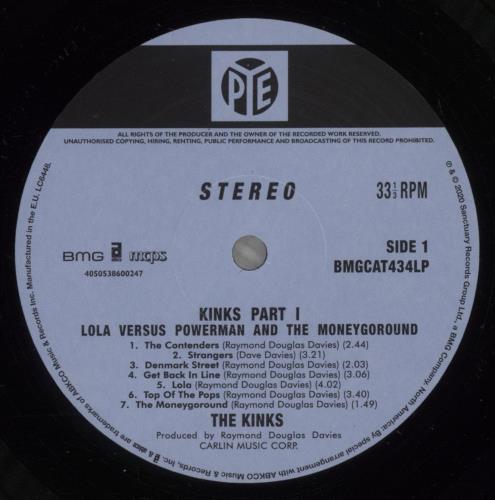 PYE
ALL RIGHTS OF THE PRODUCER AND THE OWNER OF THE RECORDED WORK RESERVED.
UNAUTHORISED COPYING, HIRING, RENTING, PUBLIC PERFORMANCE AND BROADCASTING OF THIS RECORD PROHIBITED.
STEREO
33 1/3 RPM
BMG mcps
4050538600247
SIDE 1
BMGCAT434LP
KINKS PART I
LOLA VERSUS POWERMAN AND THE MONEYGOROUND
1. The Contenders (Raymond Douglas Davies) (2.44)
2. Strangers (Dave Davies) (3.21)
3. Denmark Street (Raymond Douglas Davies) (2.03)
4. Get Back In Line (Raymond Douglas Davies) (3.06)
5. Lola (Raymond Douglas Davies) (4.02)
6. Top Of The Pops (Raymond Douglas Davies) (3.40)
7. The Moneygoround (Raymond Douglas Davies) (1.49)
THE KINKS
Produced by Raymond Douglas Davies
CARLIN MUSIC CORP.
℗ & © 2020 Sanctuary Records Group Ltd., a BMG Company. North America: By special arrangement with ABKCO Music & Records Inc.
are trademarks of ABKCO Music & Records Inc. Manufactured in the E.U. LC6448.